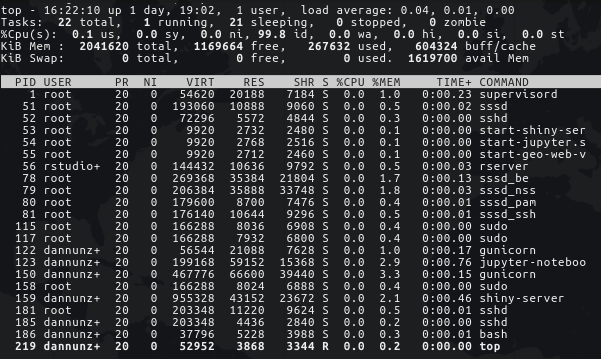 top - 16:22:10 up 1 day, 19:02, 1 user, load average: 0.04, 0.01, 0.00
Tasks: 22 total, 1 running, 21 sleeping, 0 stopped, 0 zombie
%Cpu(s): 0.1 us, 0.0 sy, 0.0 ni, 99.8 id, 0.0 wa, 0.0 hi, 0.0 si, 0.0 st
KiB Mem : 2041620 total, 1169664 free, 267632 used, 604324 buff/cache
KiB Swap: 0 total, 0 free, 0 used. 1619700 avail Mem
PID USER PR NI VIRT RES SHR S %CPU %MEM TIME+ COMMAND
1 root 20 0 54620 20188 7184 S 0.0 1.0 0:00.23 supervisord
51 root 20 0 193060 10888 9060 S 0.0 0.5 0:00.02 sssd
52 root 20 0 72296 5572 4844 S 0.0 0.3 0:00.00 sshd
53 root 20 0 9920 2732 2480 S 0.0 0.1 0:00.00 start-shiny-ser
54 root 20 0 9920 2768 2516 S 0.0 0.1 0:00.00 start-jupyter.s
55 root 20 0 9920 2712 2460 S 0.0 0.1 0:00.00 start-geo-web-v
56 rstudio+ 20 0 144432 10636 9792 S 0.0 0.5 0:00.03 rserver
78 root 20 0 269368 35384 21804 S 0.0 1.7 0:00.13 sssd_be
79 root 20 0 206384 35888 33748 S 0.0 1.8 0:00.03 sssd_nss
80 root 20 0 179600 8700 7476 S 0.0 0.4 0:00.01 sssd_pam
81 root 20 0 176140 10644 9296 S 0.0 0.5 0:00.01 sssd_ssh
115 root 20 0 166288 8036 6908 S 0.0 0.4 0:00.00 sudo
117 root 20 0 166288 7932 6800 S 0.0 0.4 0:00.00 sudo
122 dannunz+ 20 0 56544 21088 7628 S 0.0 1.0 0:00.17 gunicorn
123 dannunz+ 20 0 199168 59152 15368 S 0.0 2.9 0:00.76 jupyter-noteboo
150 dannunz+ 20 0 467776 66600 39440 S 0.0 3.3 0:00.15 gunicorn
158 root 20 0 166288 8024 6888 S 0.0 0.4 0:00.00 sudo
159 dannunz+ 20 0 955328 43152 23672 S 0.0 2.1 0:00.46 shiny-server
181 root 20 0 203348 11220 9624 S 0.0 0.5 0:00.01 sshd
185 dannunz+ 20 0 203348 4436 2840 S 0.0 0.2 0:00.00 sshd
186 dannunz+ 20 0 37796 5228 3988 S 0.0 0.3 0:00.01 bash
219 dannunz+ 20 0 52952 3868 3344 R 0.0 0.2 0:00.00 top